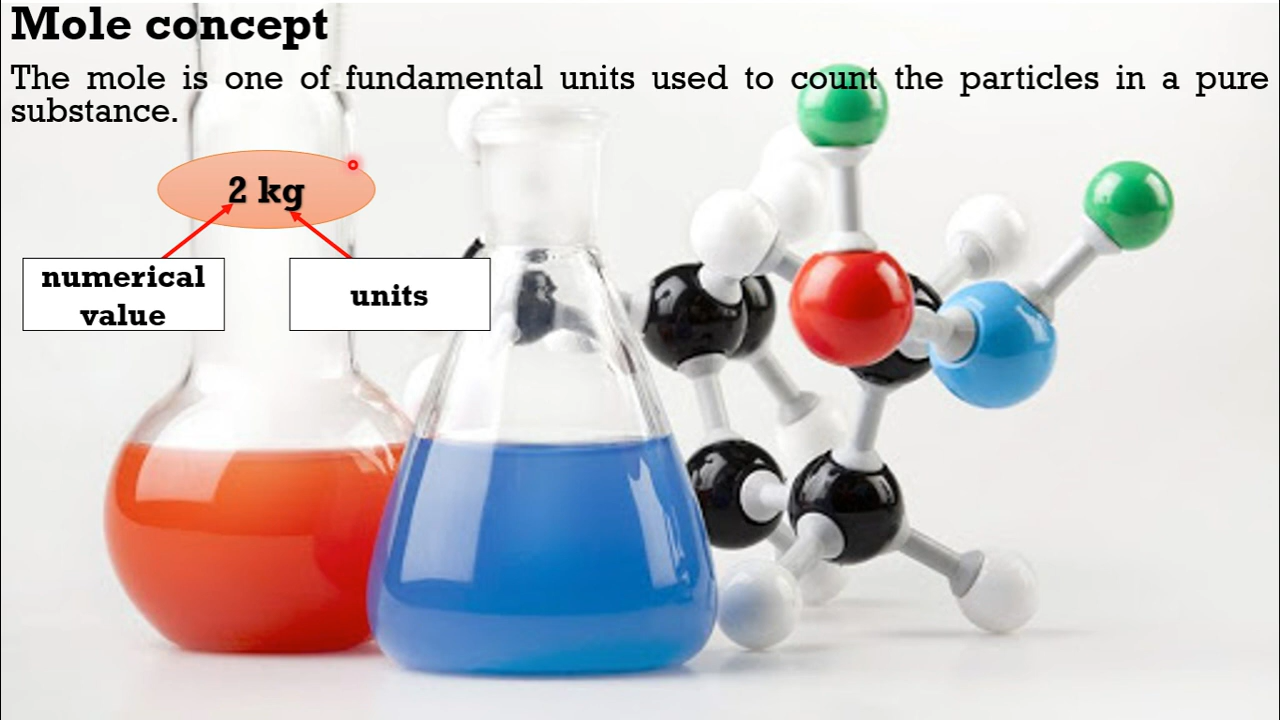 Mole concept
The mole is one of fundamental units used to count the particles in a pure
substance.
2 kg
numerical
value
units